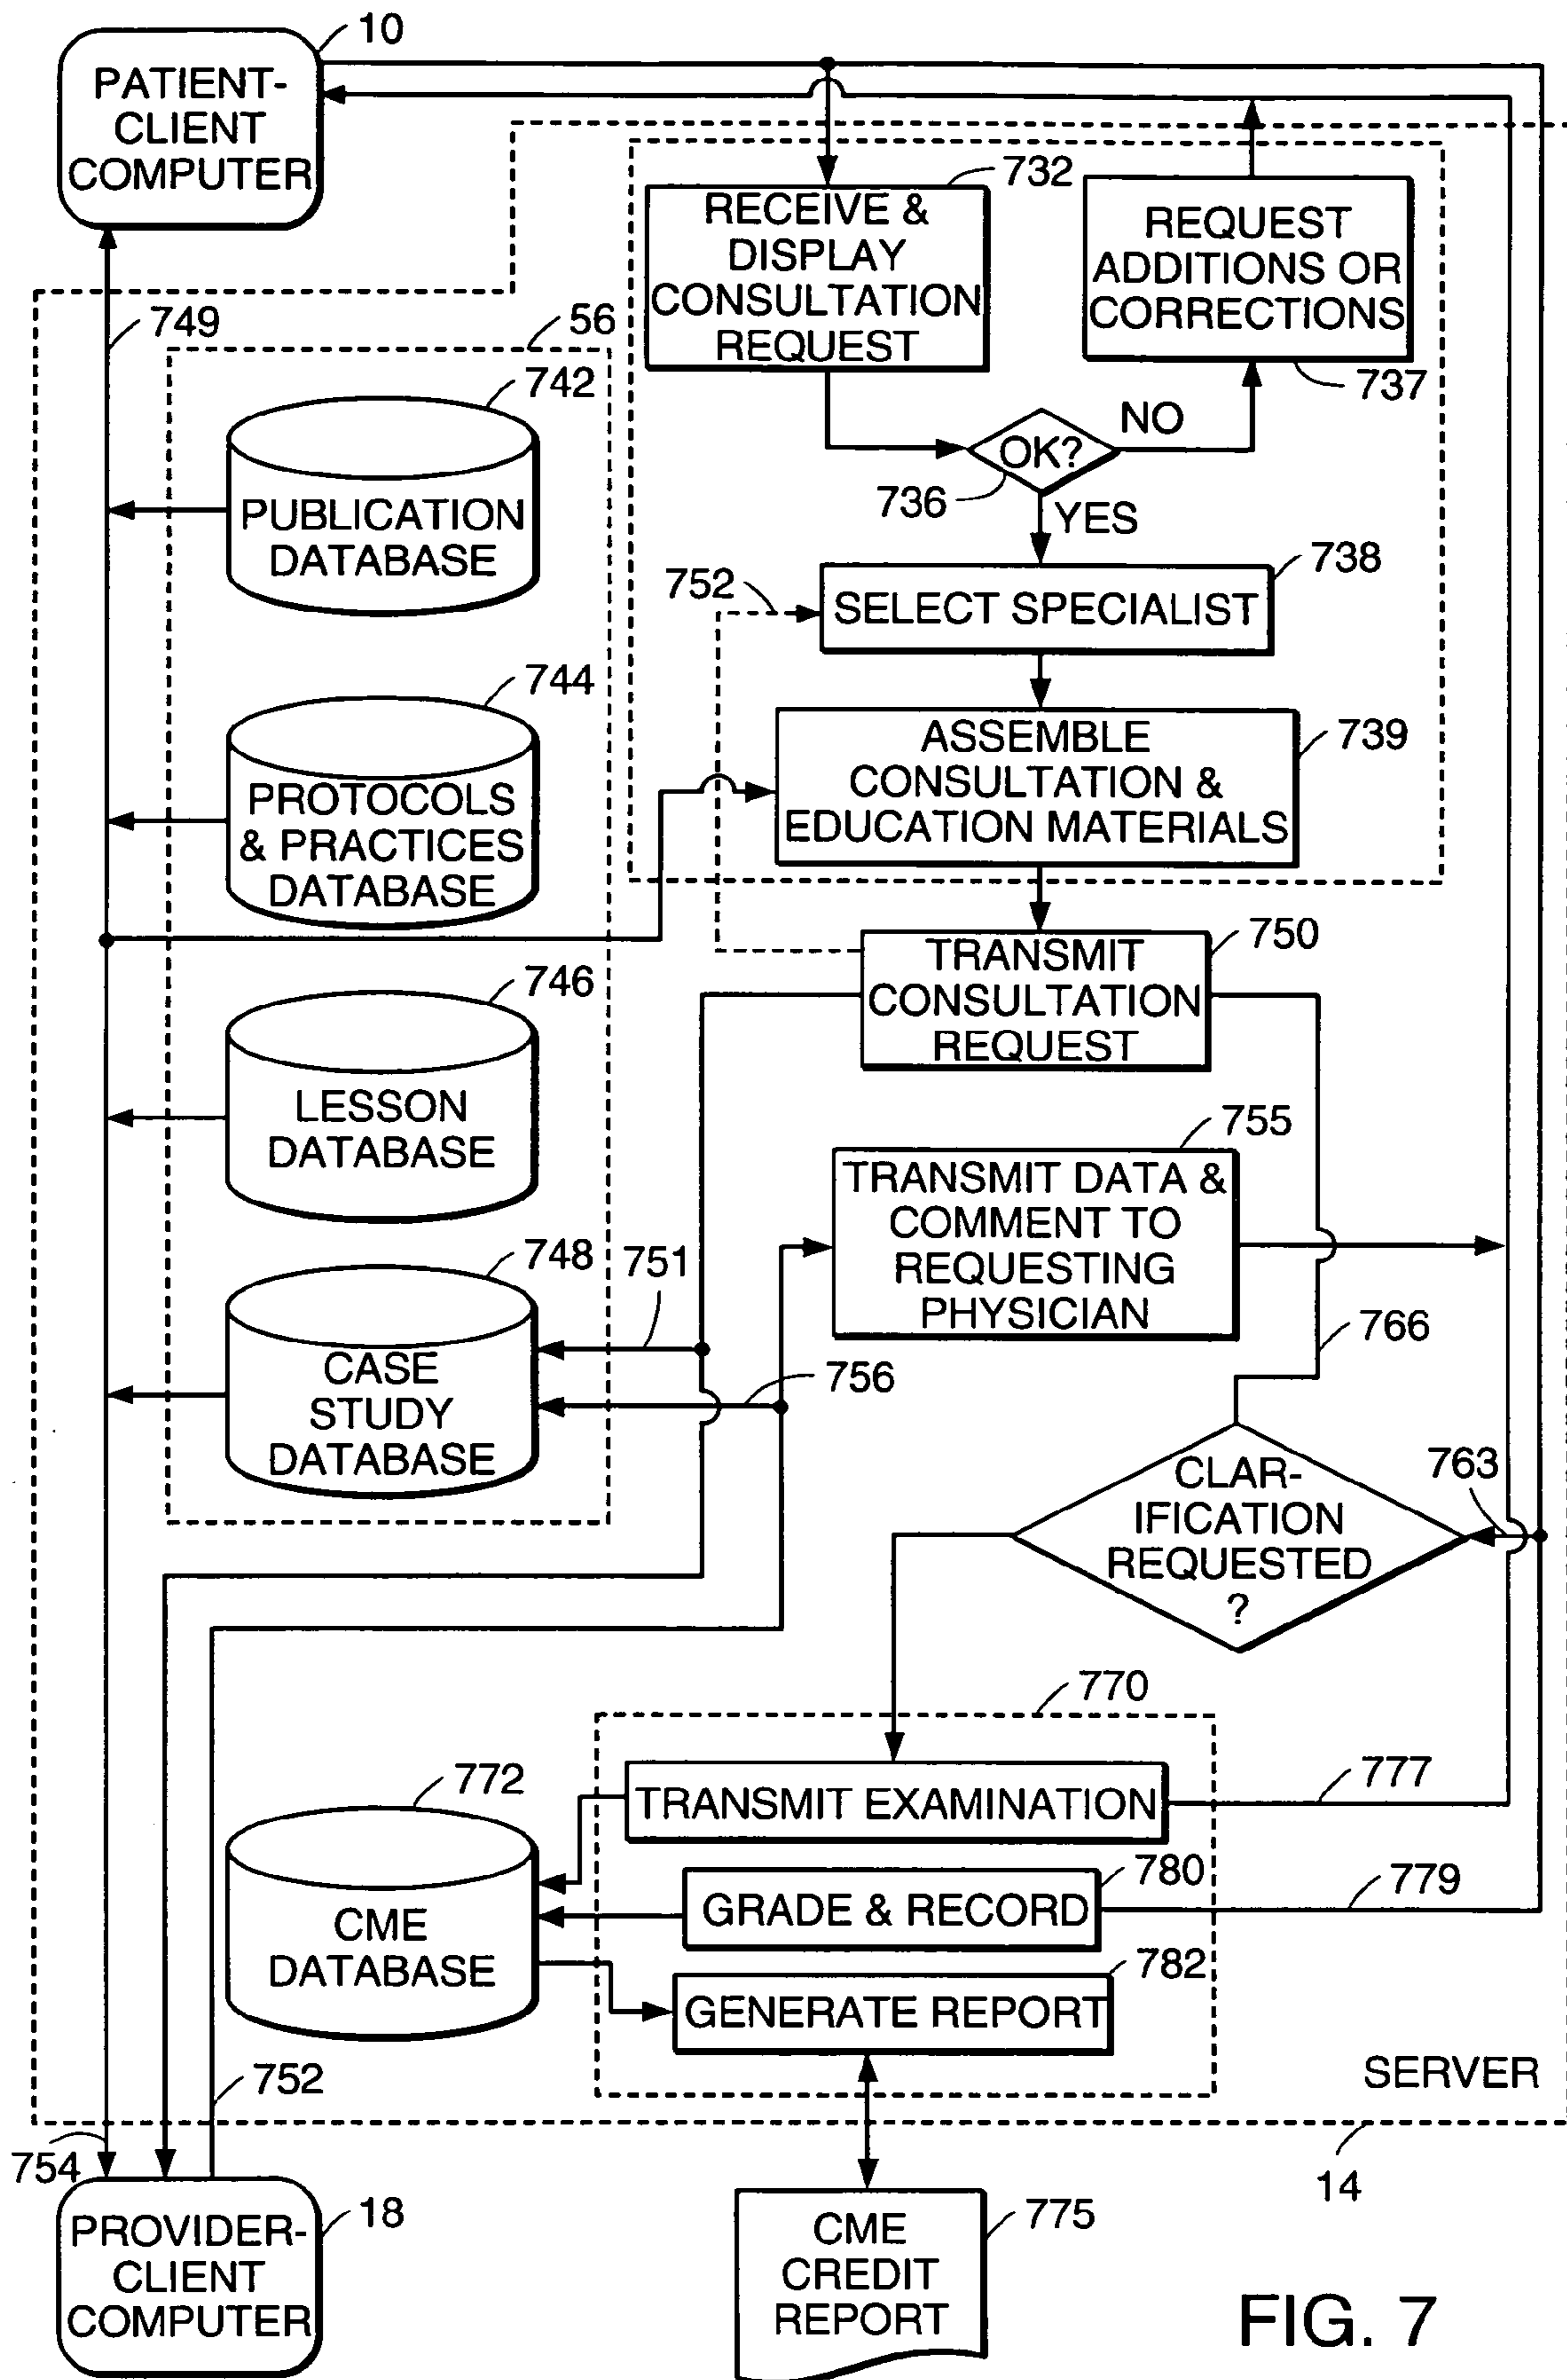 10
PATIENT-
CLIENT
COMPUTER
732
RECEIVE &
DISPLAY
CONSULTATION
REQUEST
REQUEST
ADDITIONS OR
CORRECTIONS
737
749
56
742
PUBLICATION
DATABASE
OK?
NO
736
YES
738
752
SELECT SPECIALIST
744
PROTOCOLS
& PRACTICES
DATABASE
739
ASSEMBLE
CONSULTATION &
EDUCATION MATERIALS
750
TRANSMIT
CONSULTATION
REQUEST
746
LESSON
DATABASE
755
TRANSMIT DATA &
COMMENT TO
REQUESTING
PHYSICIAN
748
751
CASE
STUDY
DATABASE
756
766
763
CLAR-
IFICATION
REQUESTED
?
770
772
CME
DATABASE
TRANSMIT EXAMINATION
777
780
GRADE & RECORD
779
782
GENERATE REPORT
SERVER
752
754
14
18
PROVIDER-
CLIENT
COMPUTER
775
CME
CREDIT
REPORT
FIG. 7